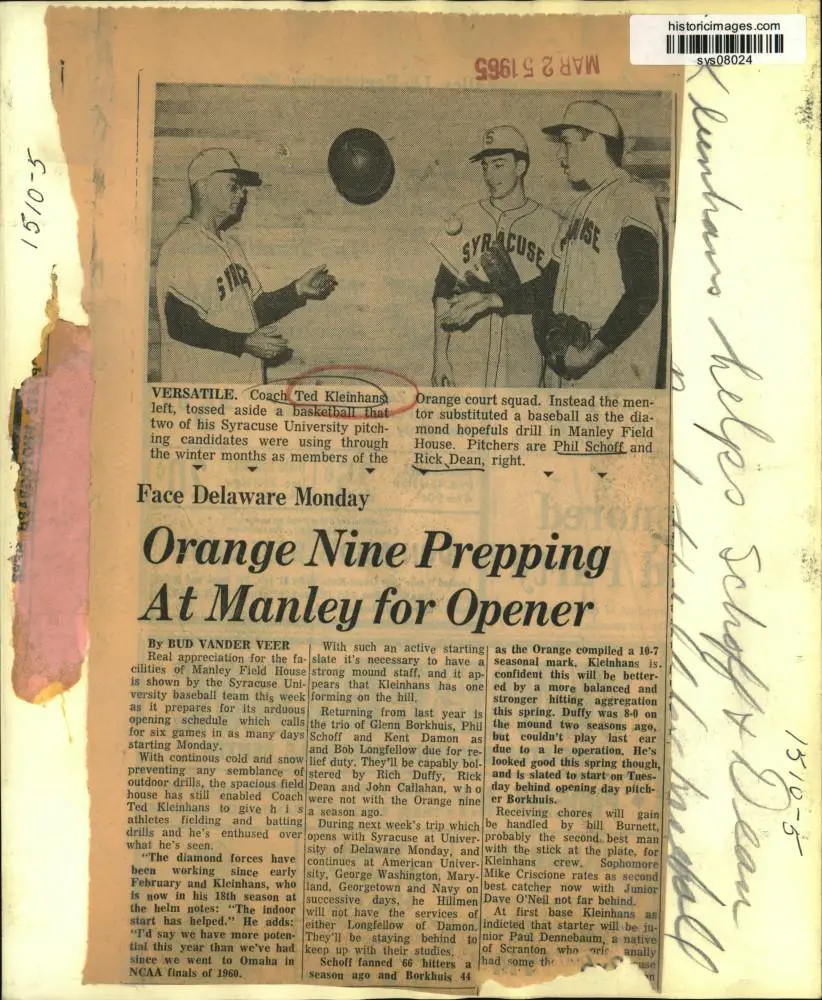 historicimages.com
sys08024
MAR 25 1965
1510-5
S
SYRACUSE
VERSATILE. Coach Ted Kleinhans
left, tossed aside a basketball that
two of his Syracuse University pitch-
ing candidates were using through
the winter months as members of the
Orange court squad. Instead the men-
tor substituted a baseball as the dia-
mond hopefuls drill in Manley Field
House. Pitchers are Phil Schoff and
Rick Dean, right.
Face Delaware Monday
Orange Nine Prepping
At Manley for Opener
By BUD VANDER VEER
Real appreciation for the fa-
cilities of Manley Field House
is shown by the Syracuse Uni-
versity baseball team this week
as it prepares for its arduous
opening schedule which calls
for six games in as many days
starting Monday.
With continous cold and snow
preventing any semblance of
outdoor drills, the spacious field
house has still enabled Coach
Ted Kleinhans to give his
athletes fielding and batting
drills and he's enthused over
what he's seen.
"The diamond forces have
been working since early
February and Kleinhans, who
is now in his 18th season at
the helm notes: "The indoor
start has helped." He adds:
"I'd say we have more poten-
tial this year than we've had
since we went to Omaha in
NCAA finals of 1960.
With such an active starting
slate it's necessary to have a
strong mound staff, and it ap-
pears that Kleinhans has one
forming on the hill.
Returning from last year is
the trio of Glenn Borkhuis, Phil
Schoff and Kent Damon as
and Bob Longfellow due for re-
lief duty. They'll be capably bol-
stered by Rich Duffy, Rick
Dean and John Callahan, who
were not with the Orange nine
a season ago.
During next week's trip which
opens with Syracuse at Univer-
sity of Delaware Monday, and
continues at American Univer-
sity, George Washington, Mary-
land, Georgetown and Navy on
successive days, he Hillmen
will not have the services of
either Longfellow of Damon.
They'll be staying behind to
keep up with their studies.
Schoff fanned 66 hitters a
season ago and Borkhuis 44
as the Orange compiled a 10-7
seasonal mark. Kleinhans is
confident this will be better-
ed by a more balanced and
stronger hitting aggregation
this spring. Duffy was 8-0 on
the mound two seasons ago,
but couldn't play last ear
due to a le operation. He's
looked good this spring though,
and is slated to start on Tues-
day behind opening day pitch-
er Borkhuis.
Receiving chores will gain
be handled by Bill Burnett,
probably the second best man
with the stick at the plate, for
Kleinhans crew. Sophomore
Mike Criscione rates as second
best catcher now with Junior
Dave O'Neil not far behind.
At first base Kleinhans as
indicted that starter will be ju-
nior Paul Dennebaum, a native
of Scranton who orig anally
had some
Kleinhans helps Schoff & Dean
1510-5